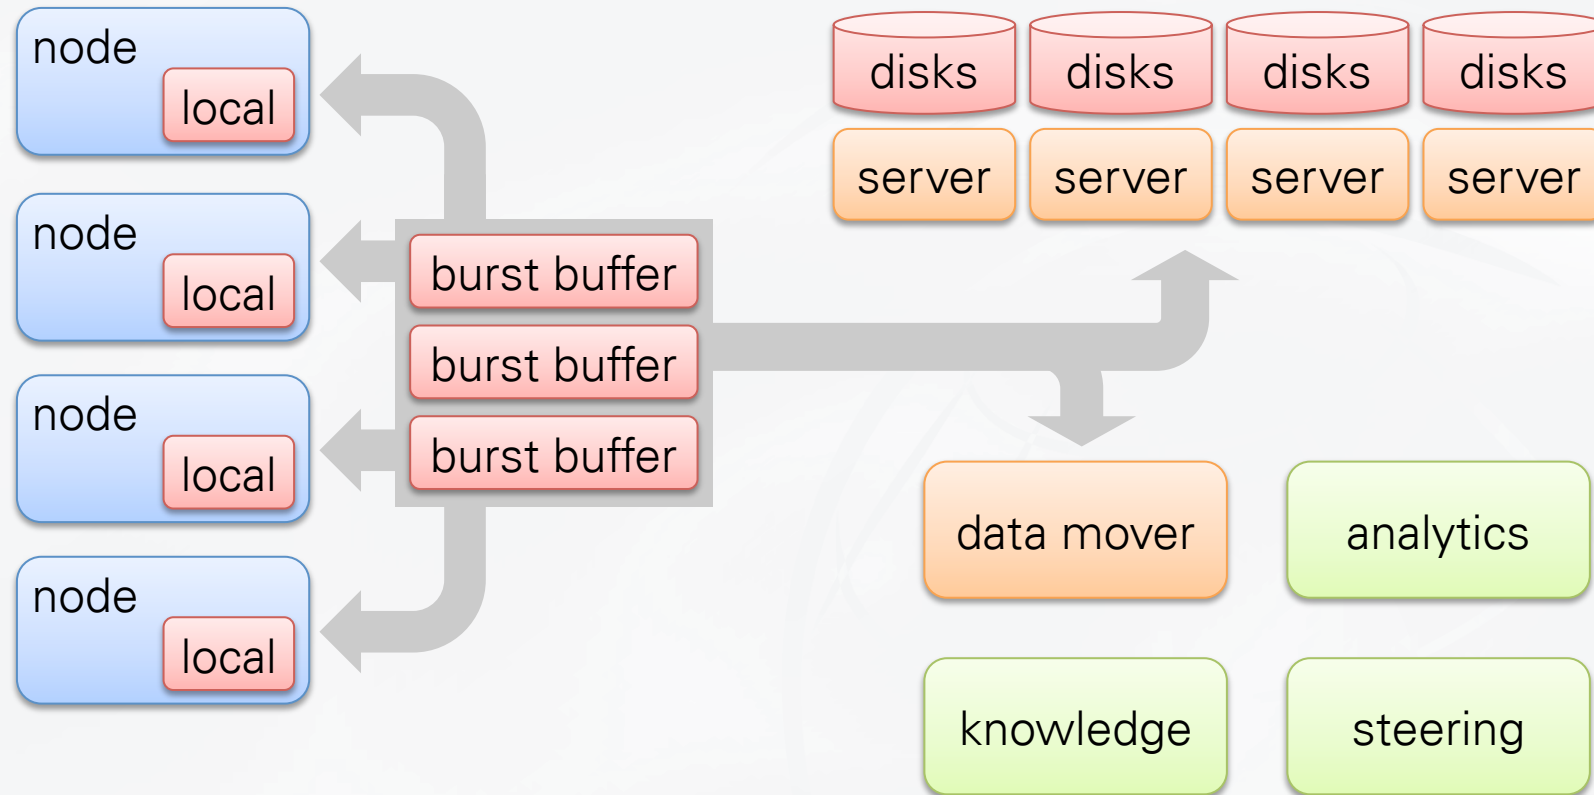 node
local
node
local
node
local
node
local
burst buffer
burst buffer
burst buffer
disks disks disks disks
server server server server
data mover analytics
knowledge steering